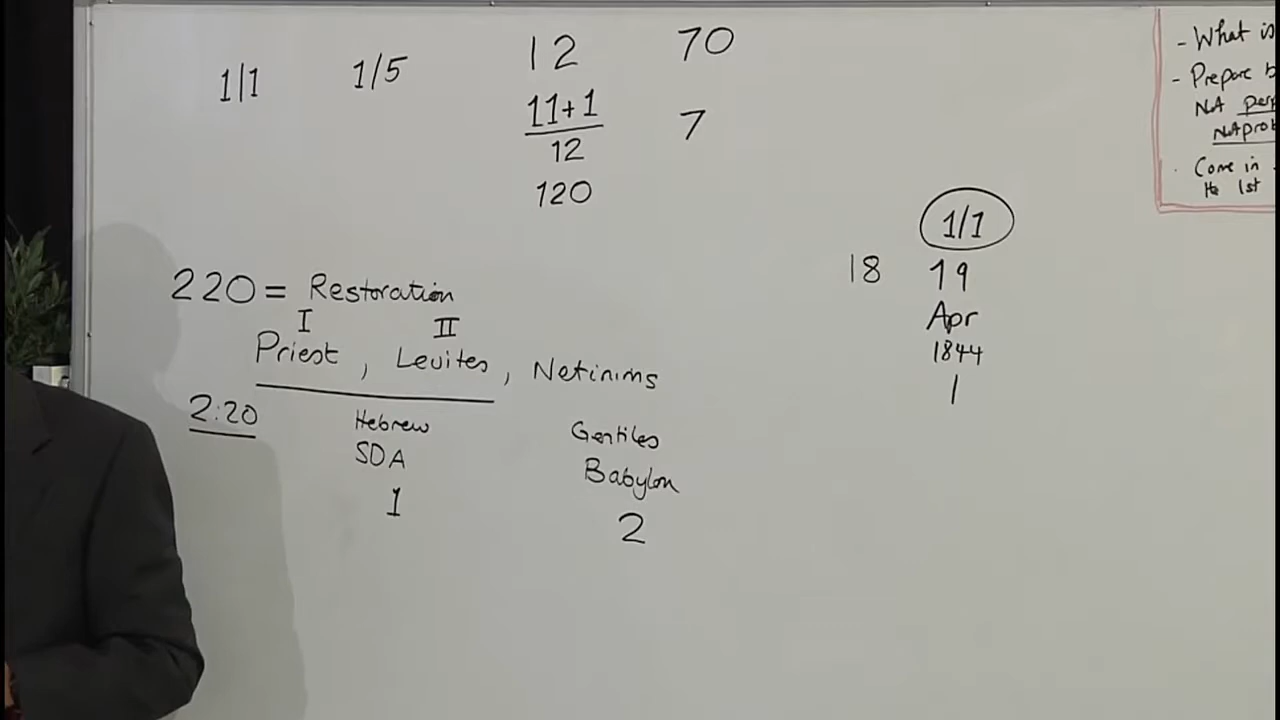 1/1 1/5 12 70
11+1 7
12
120
220 = Restoration
I II
Priest, Levites, Netinims
2:20 Hebrew Gentiles
SDA Babylon
1 2
1/1
18 19
Apr
1844
1
- What is
- Prepare
NA
Come in
1st